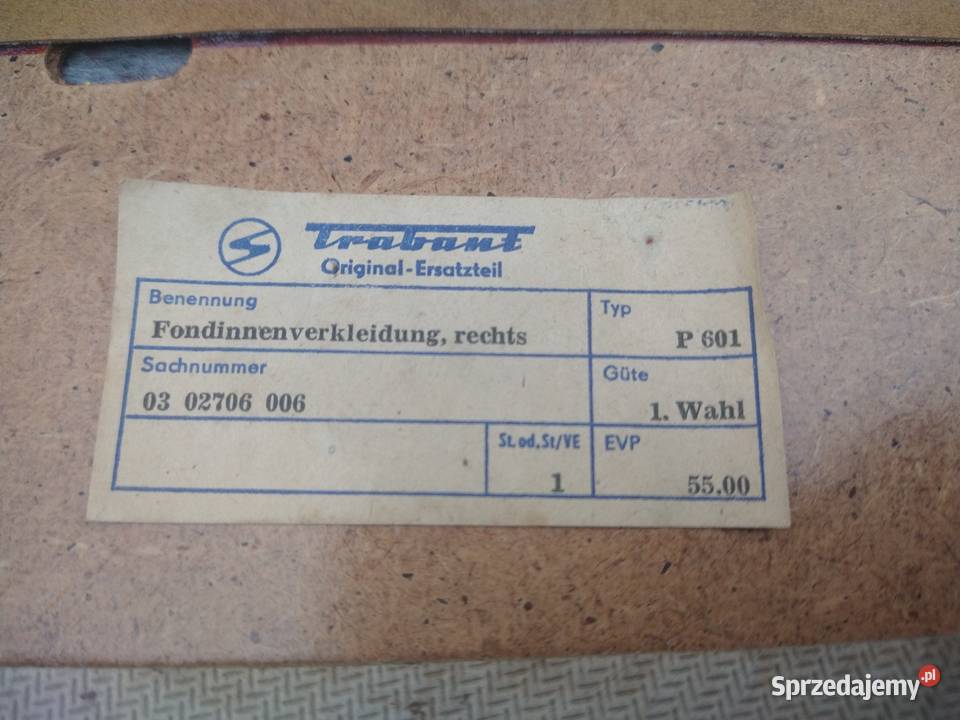 Trabant
Original-Ersatzteil
Benennung
Fondinnenverkleidung, rechts
Typ
P 601
Sachnummer
03 02706 006
Güte
1. Wahl
St. od. St/VE
1
EVP
55.00
Sprzedajemy.pl